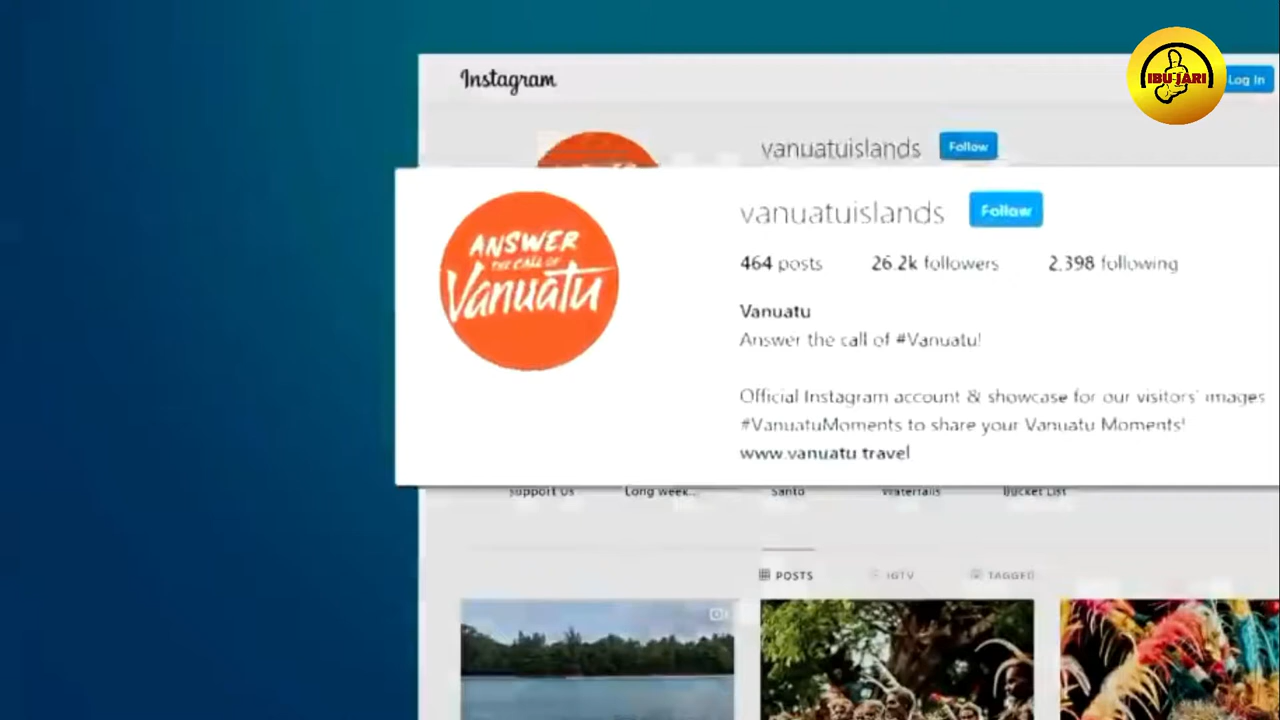 Instagram
IBU JARI
Log In
vanuatuislands
Follow
ANSWER
THE CALL OF
Vanuatu
vanuatuislands
Follow
464 posts
26.2k followers
2,398 following
Vanuatu
Answer the call of #Vanuatu!
Official Instagram account & showcase for our visitors' images
#VanuatuMoments to share your Vanuatu Moments!
www.vanuatu.travel
Support Us
Long week...
Santo
Waterfalls
Bucket List
POSTS
IGTV
TAGGED